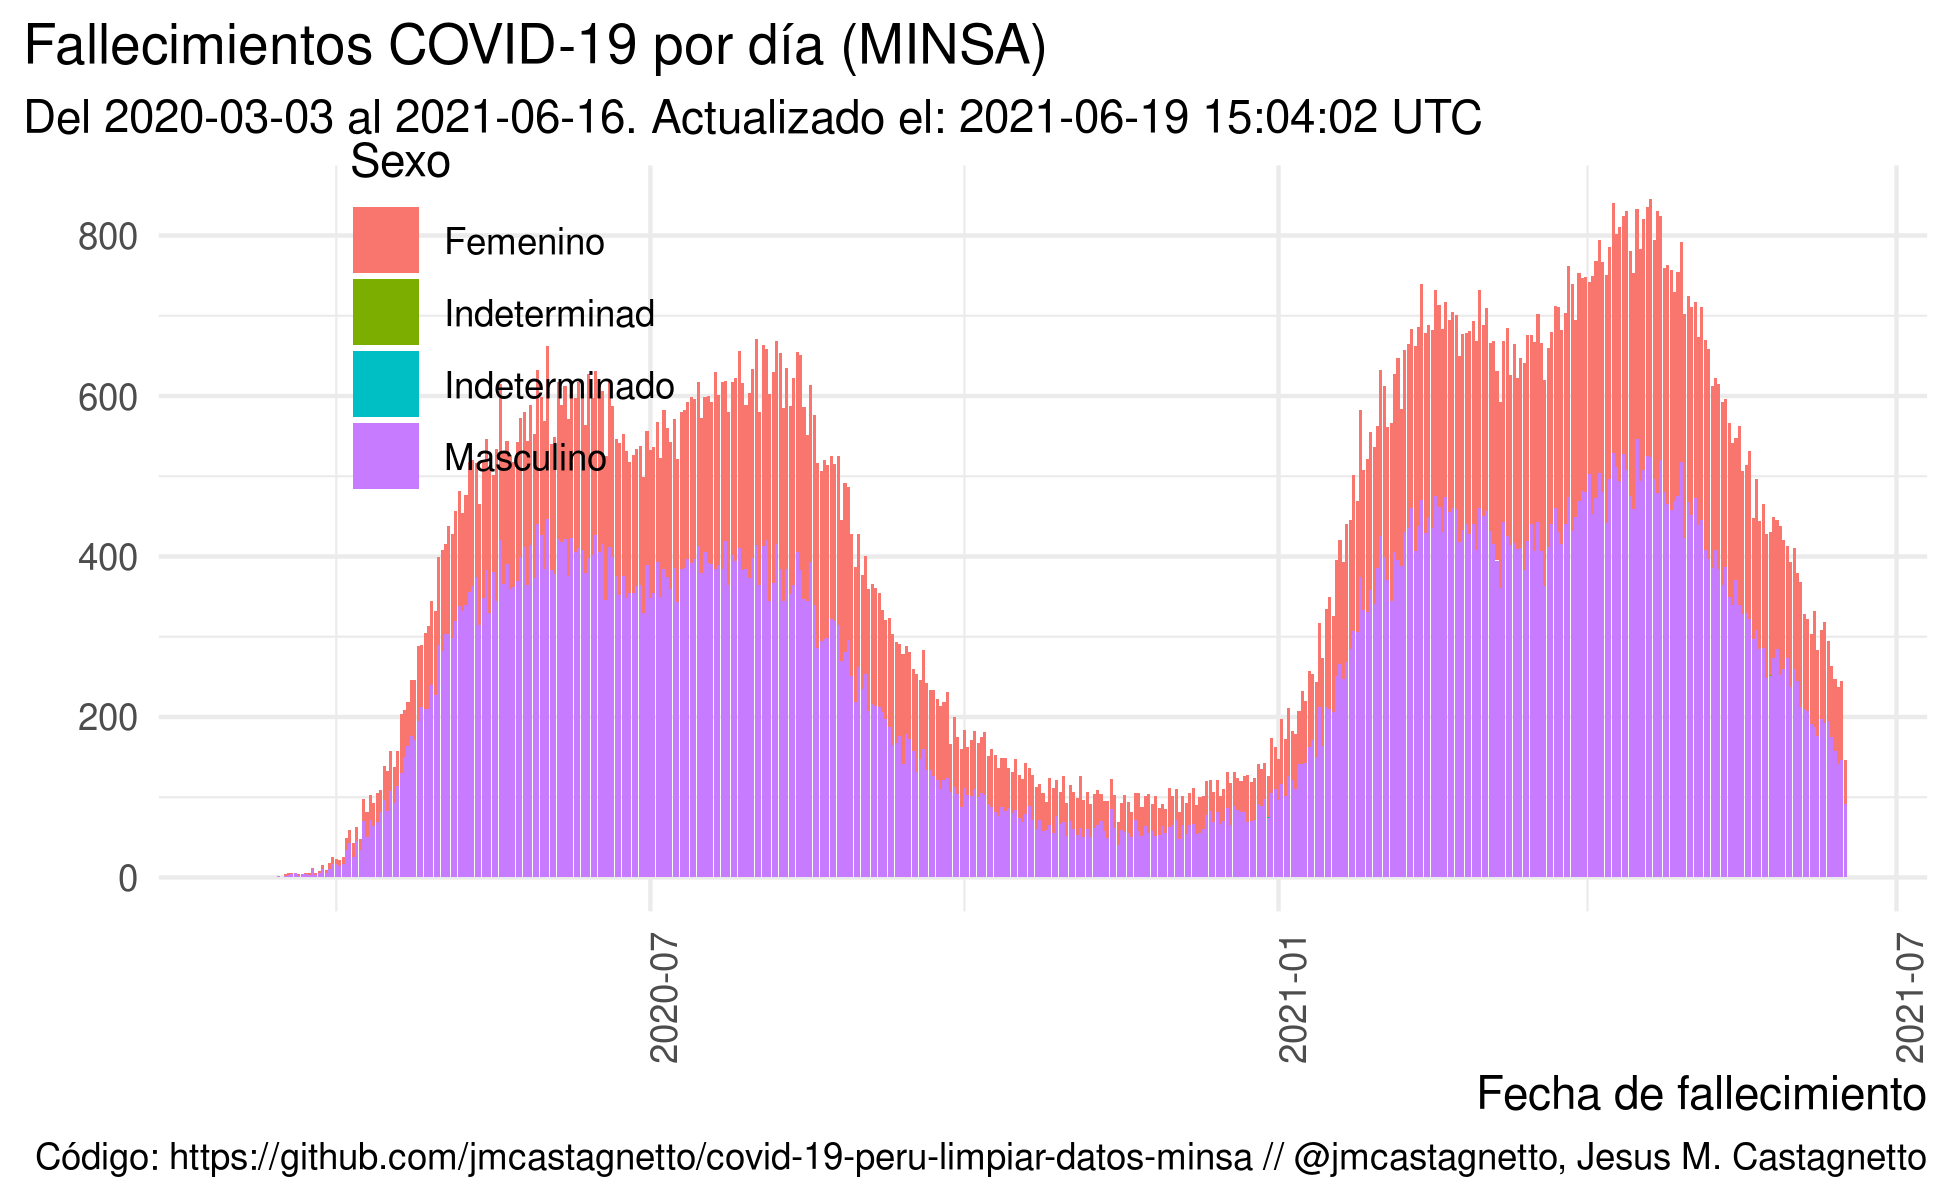 Fallecimientos COVID-19 por día (MINSA)
Del 2020-03-03 al 2021-06-16. Actualizado el: 2021-06-19 15:04:02 UTC
Sexo
Femenino
Indeterminad
Indeterminado
Masculino
800
600
400
200
0
2020-07
2021-01
2021-07
Fecha de fallecimiento
Código: https://github.com/jmcastagnetto/covid-19-peru-limpiar-datos-minsa // @jmcastagnetto, Jesus M. Castagnetto